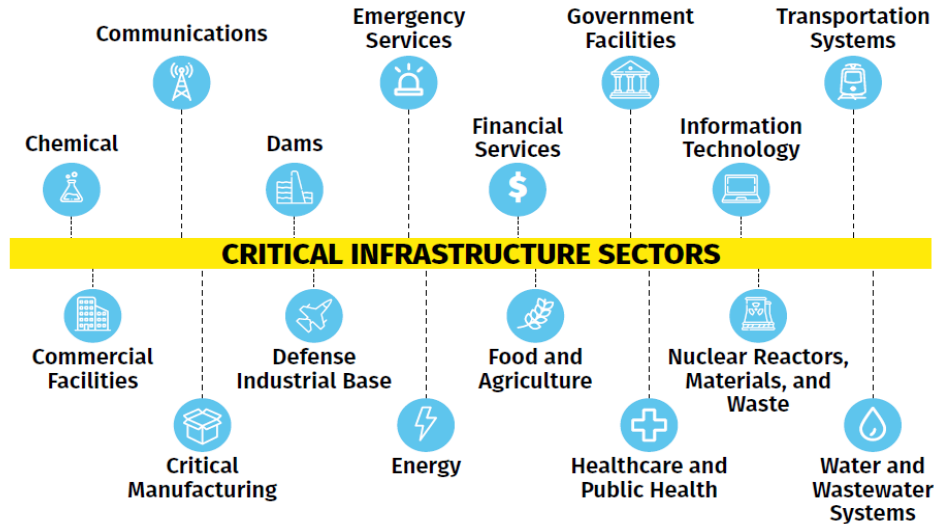 Communications
Emergency
Services
Government
Facilities
Transportation
Systems
Chemical
Dams
Financial
Services
Information
Technology
$
CRITICAL INFRASTRUCTURE SECTORS
Commercial
Facilities
Defense
Industrial Base
Food and
Agriculture
Nuclear Reactors,
Materials, and
Waste
Critical
Manufacturing
Energy
Healthcare and
Public Health
Water and
Wastewater
Systems